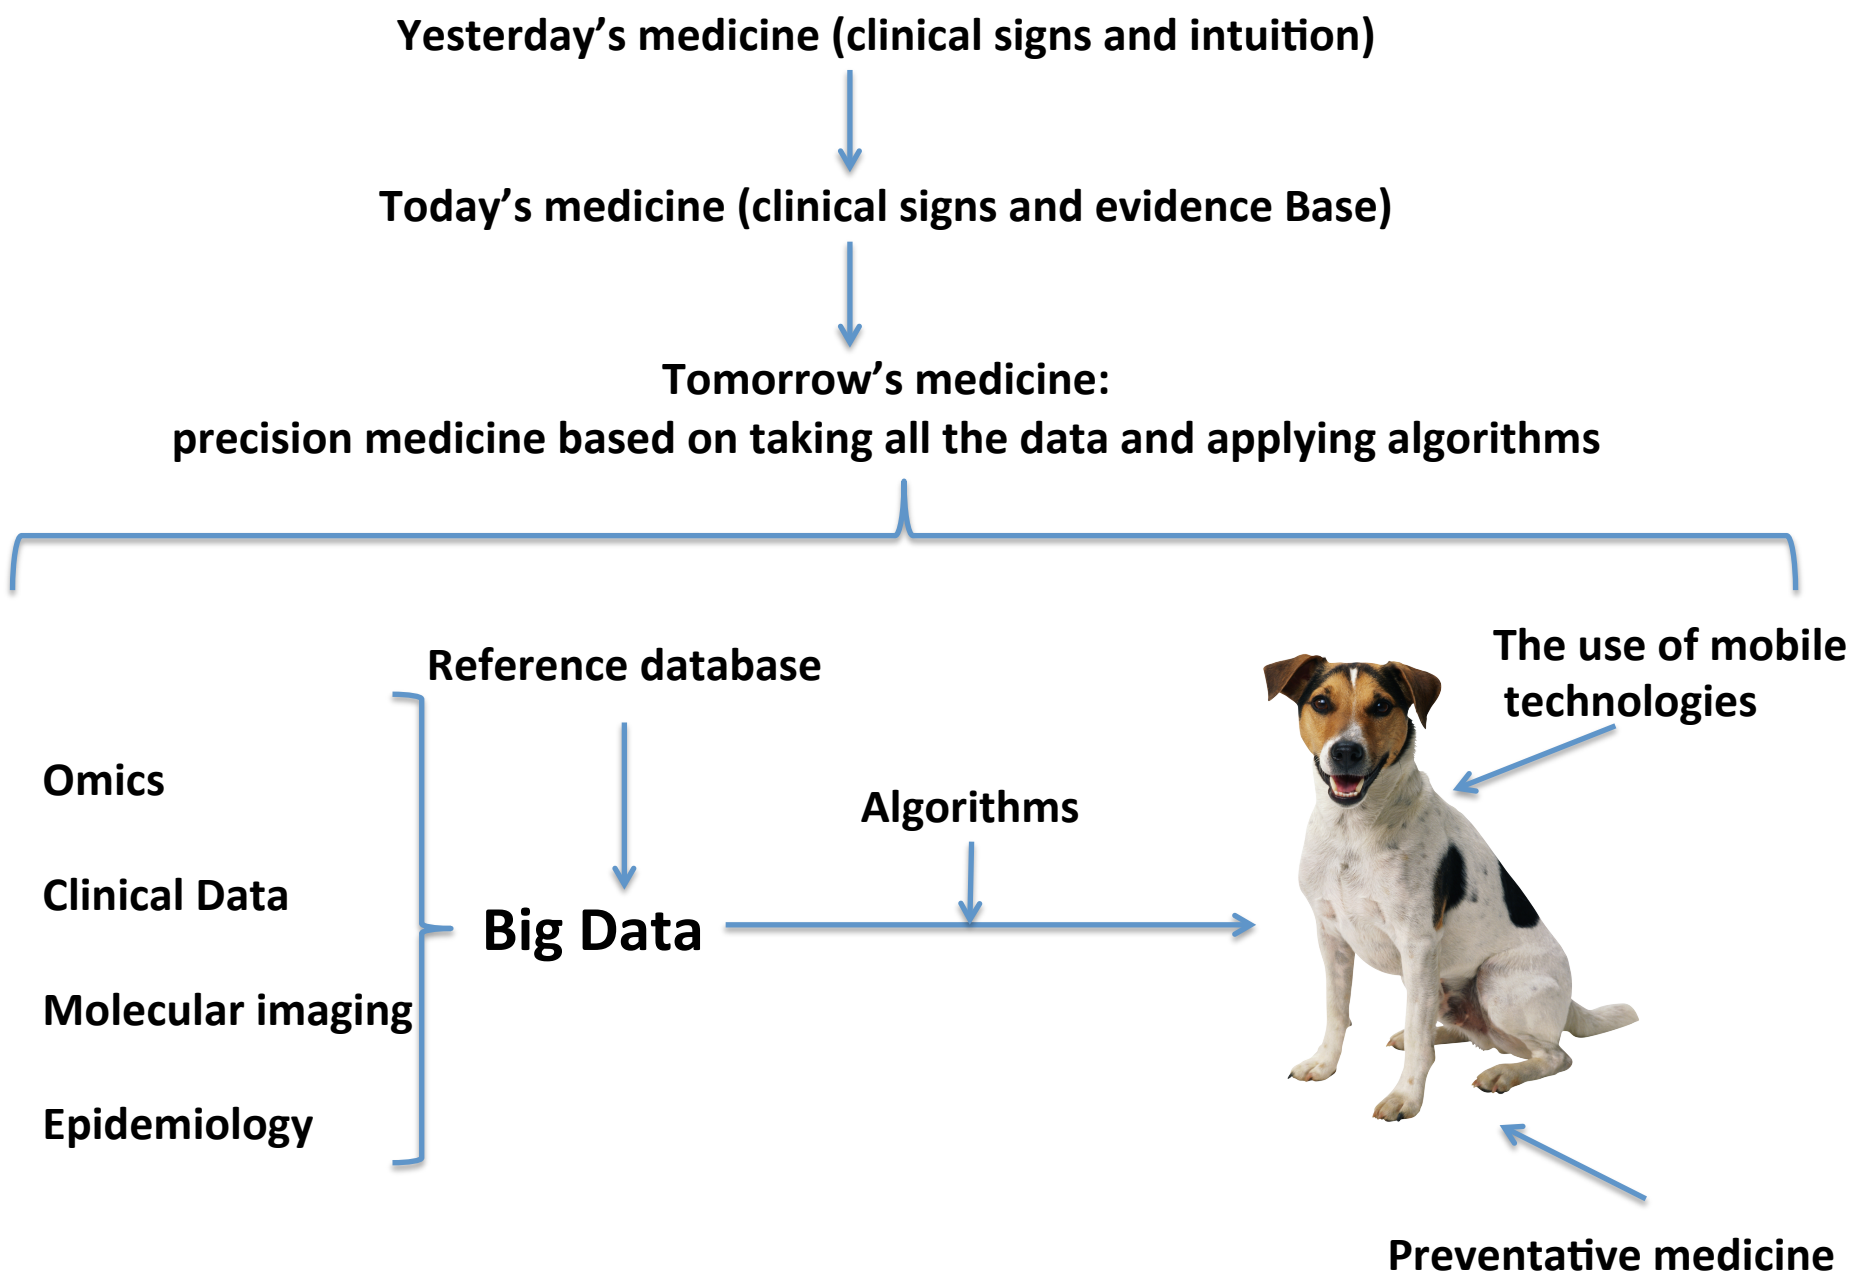 Yesterday’s medicine (clinical signs and intuition)
Today’s medicine (clinical signs and evidence Base)
Tomorrow’s medicine:
precision medicine based on taking all the data and applying algorithms
Reference database
The use of mobile
technologies
Omics
Algorithms
Clinical Data
Big Data
Molecular imaging
Epidemiology
Preventative medicine